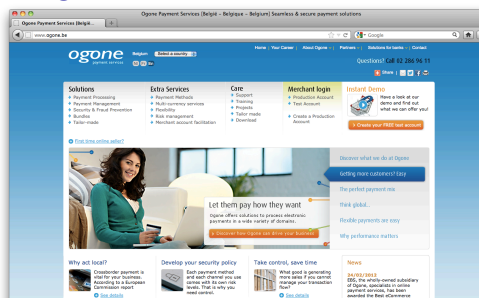 Ogone Payment Services [België – Belgique – Belgium] Seamless & secure payment solutions
Ogone Payment Services [Belgi...
www.ogone.be
Google
Home | Your Career | About Ogone | Partners | Solutions for banks | Contact
ogone
payment services
Belgium
Select a country
Questions? Call 02 286 96 11
Share
Solutions
Payment Processing
Payment Management
Security & Fraud Prevention
Bundles
Tailor-made
Extra Services
Payment Methods
Multi-currency services
Flexibility
Risk management
Merchant account facilitation
Care
Support
Training
Projects
Tailor made
Download
Merchant login
Production Account
Test Account
Create a Production
Account
Instant Demo
Have a look at our
demo and find out
what we can offer you!
Create your FREE test account
First time online seller?
Let them pay how they want
Ogone offers solutions to process electronic
payments in a wide variety of domains.
Discover how Ogone can drive your business
Discover what we do at Ogone
Getting more customers? Easy
The perfect payment mix
Think global...
Flexible payments are easy
Why performance matters
Why act local?
Crossborder payment is
vital for your business.
According to a European
Commission report
See details
Develop your security policy
Each payment method
and each channel you use
comes with its own risk
levels. That is why you
need control.
Take control, save time
What good is generating
more sales if you cannot
manage your transaction
flow?
See details
News
EBS, the wholly-owned subsidiary
of Ogone, specialists in online
payment services, has been
awarded the Best eCommerce